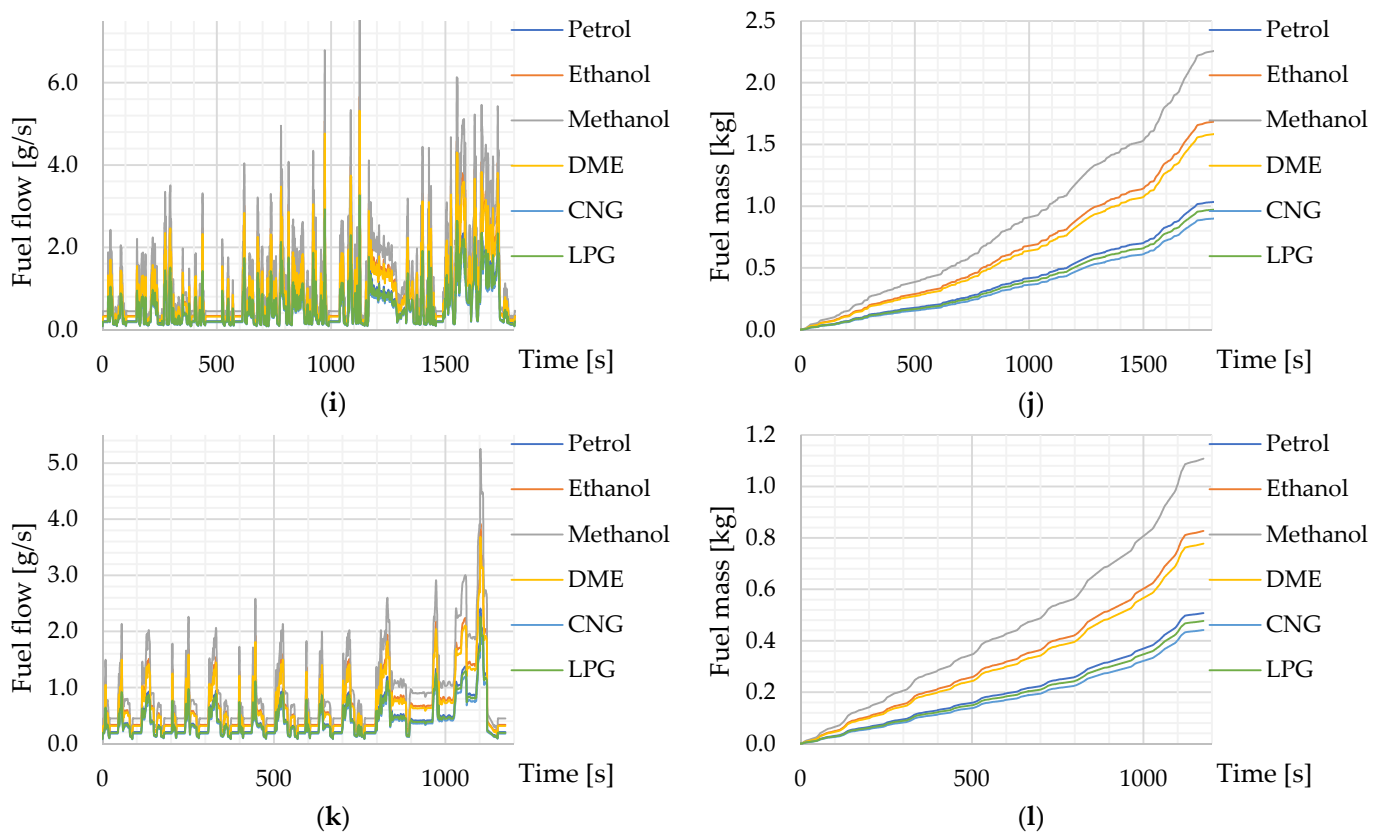 Fuel flow [g/s]
6.0
4.0
2.0
0.0
0
500
1000
1500
Time [s]
Petrol
Ethanol
Methanol
DME
CNG
LPG
(i)
Fuel mass [kg]
2.5
2.0
1.5
1.0
0.5
0.0
0
500
1000
1500
Time [s]
Petrol
Ethanol
Methanol
DME
CNG
LPG
(j)
Fuel flow [g/s]
5.0
4.0
3.0
2.0
1.0
0.0
0
500
1000
Time [s]
Petrol
Ethanol
Methanol
DME
CNG
LPG
(k)
Fuel mass [kg]
1.2
1.0
0.8
0.6
0.4
0.2
0.0
0
500
1000
Time [s]
Petrol
Ethanol
Methanol
DME
CNG
LPG
(l)